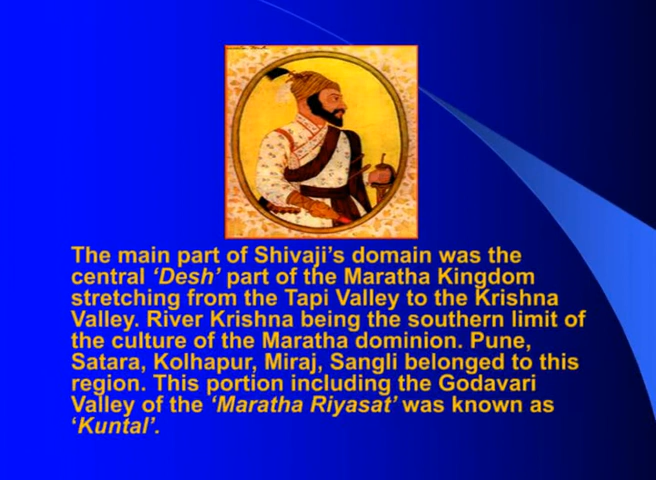 The main part of Shivaji’s domain was the
central ‘Desh’ part of the Maratha Kingdom
stretching from the Tapi Valley to the Krishna
Valley. River Krishna being the southern limit of
the culture of the Maratha dominion. Pune,
Satara, Kolhapur, Miraj, Sangli belonged to this
region. This portion including the Godavari
Valley of the ‘Maratha Riyasat’ was known as
‘Kuntal’.